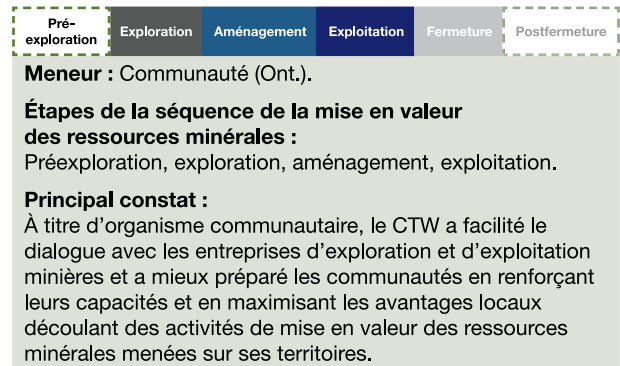 Pré-
exploration
Exploration
Aménagement
Exploitation
Fermeture
Postfermeture
Meneur : Communauté (Ont.).
Étapes de la séquence de la mise en valeur
des ressources minérales :
Préexploration, exploration, aménagement, exploitation.
Principal constat :
À titre d'organisme communautaire, le CTW a facilité le
dialogue avec les entreprises d'exploration et d'exploitation
minières et a mieux préparé les communautés en renforçant
leurs capacités et en maximisant les avantages locaux
découlant des activités de mise en valeur des ressources
minérales menées sur ses territoires.